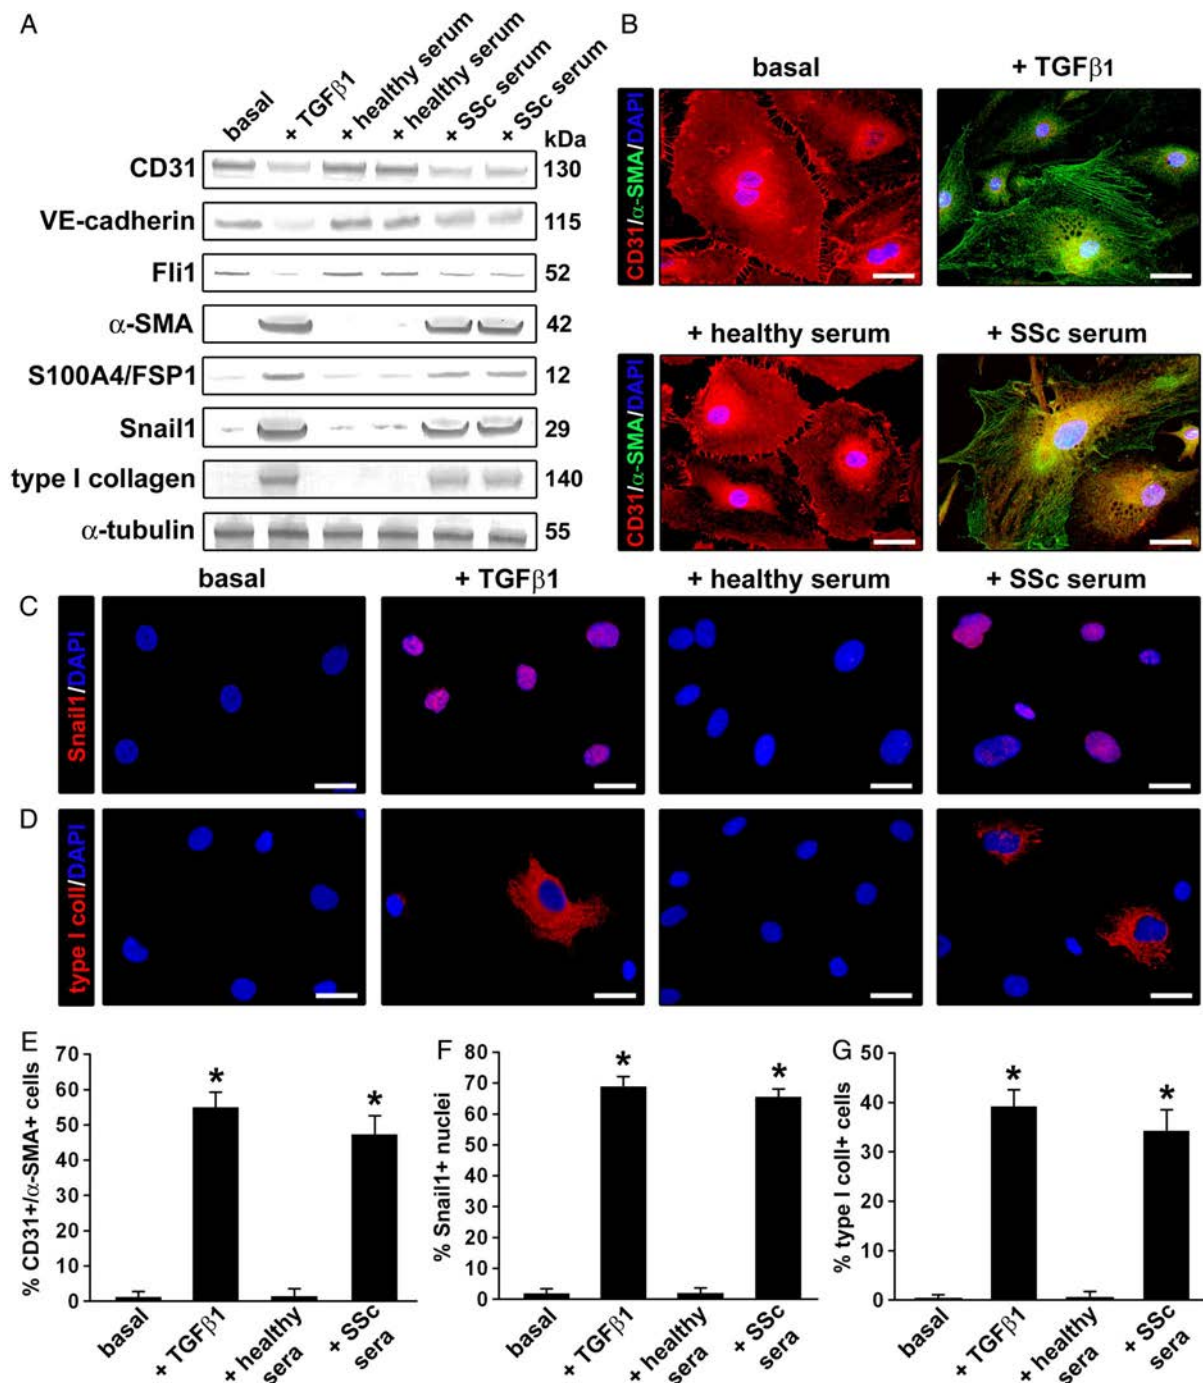 A
basal
+ TGFβ1
+ healthy serum
+ healthy serum
+ SSc serum
+ SSc serum
kDa
CD31
130
VE-cadherin
115
Fli1
52
α-SMA
42
S100A4/FSP1
12
Snail1
29
type I collagen
140
α-tubulin
55
B
basal
+ TGFβ1
CD31/α-SMA/DAPI
+ healthy serum
+ SSc serum
CD31/α-SMA/DAPI
basal
+ TGFβ1
+ healthy serum
+ SSc serum
C
Snail1/DAPI
D
type I coll/DAPI
E
% CD31+/α-SMA+ cells
70
60
50
40
30
20
10
0
*
*
basal
+ TGFβ1
+ healthy
sera
+ SSc
sera
F
% Snail1+ nuclei
80
70
60
50
40
30
20
10
0
*
*
basal
+ TGFβ1
+ healthy
sera
+ SSc
sera
G
% type I coll+ cells
50
40
30
20
10
0
*
*
basal
+ TGFβ1
+ healthy
sera
+ SSc
sera